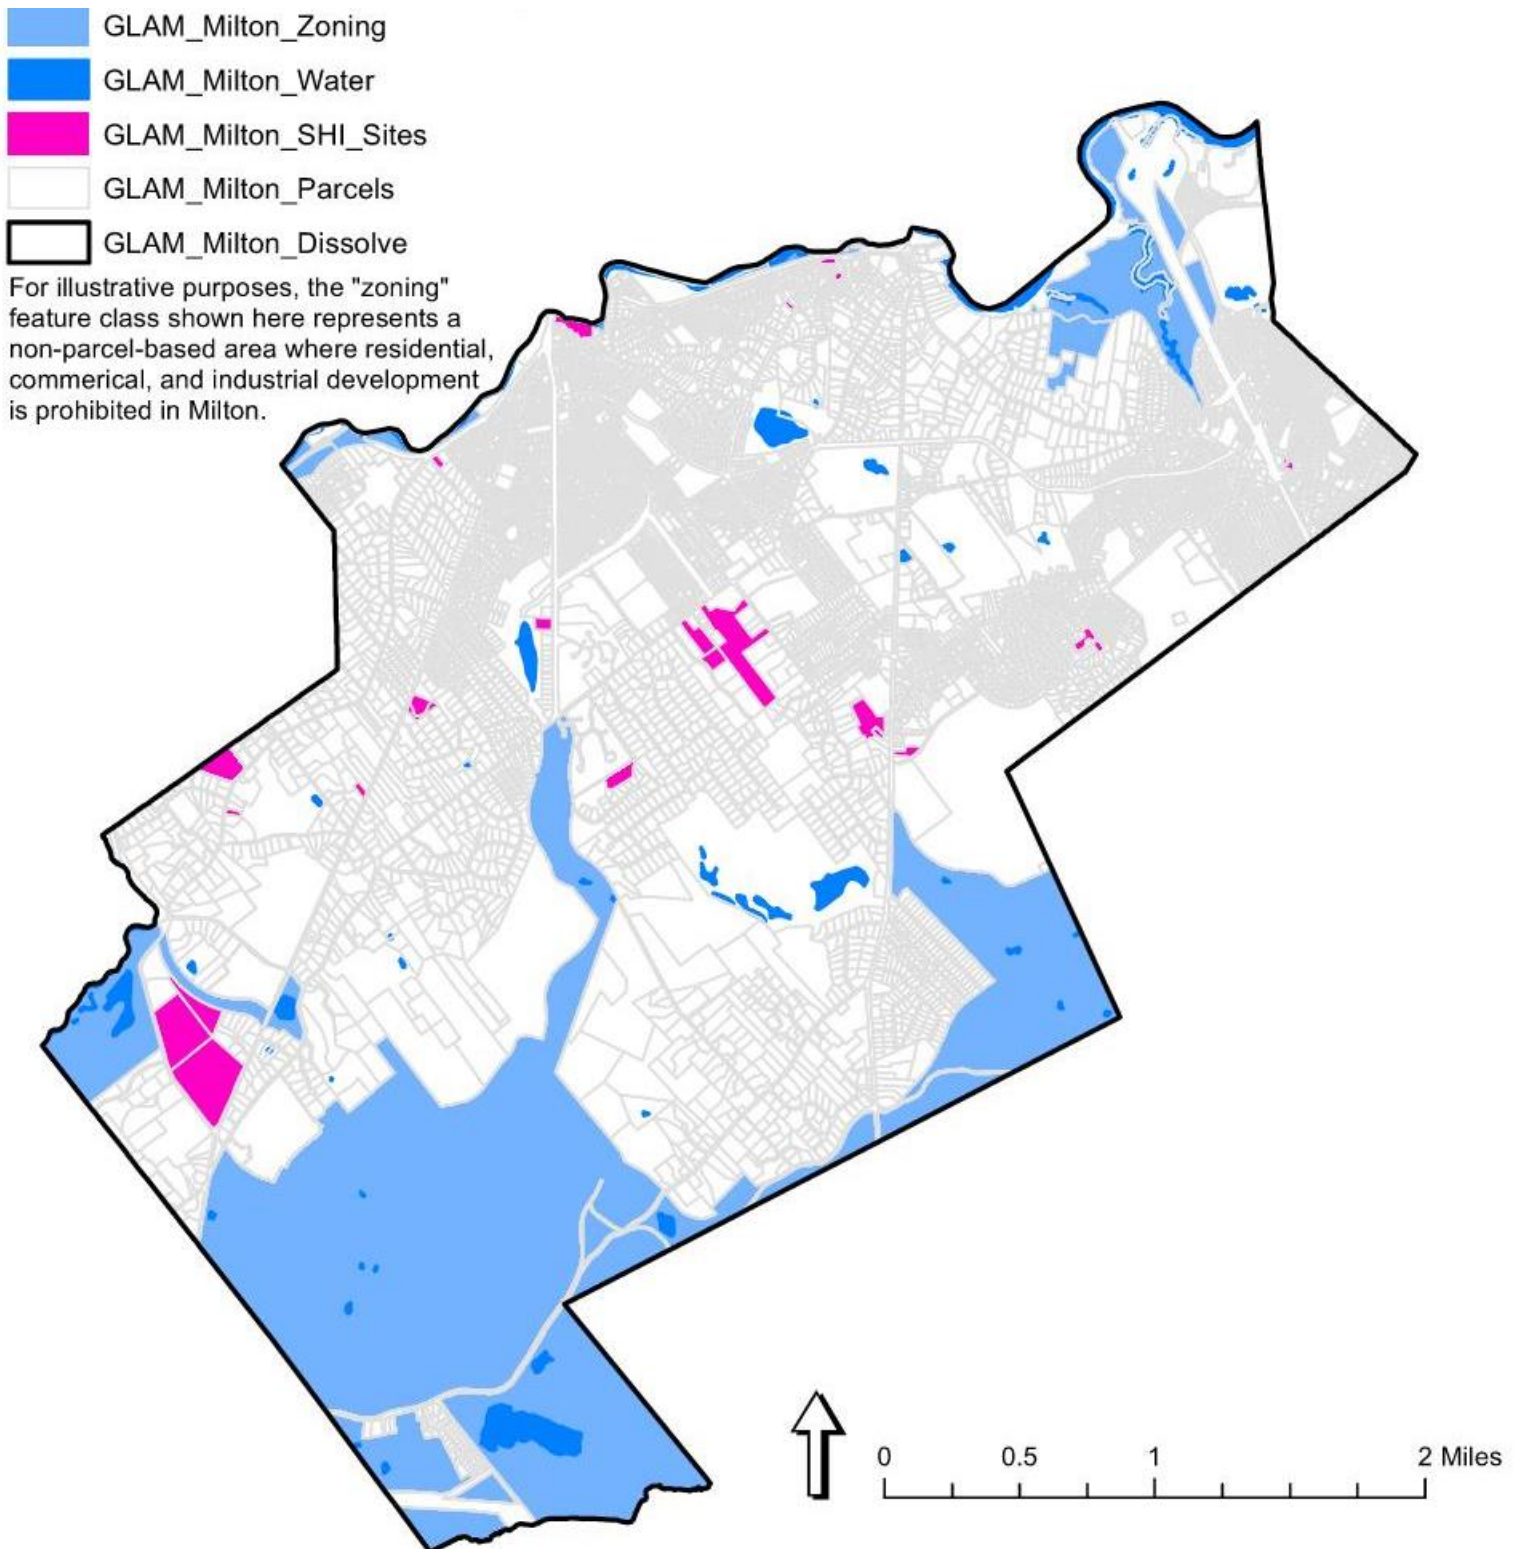 GLAM_Milton_Zoning
GLAM_Milton_Water
GLAM_Milton_SHI_Sites
GLAM_Milton_Parcels
GLAM_Milton_Dissolve
For illustrative purposes, the "zoning"
feature class shown here represents a
non-parcel-based area where residential,
commerical, and industrial development
is prohibited in Milton.
0 0.5 1 2 Miles